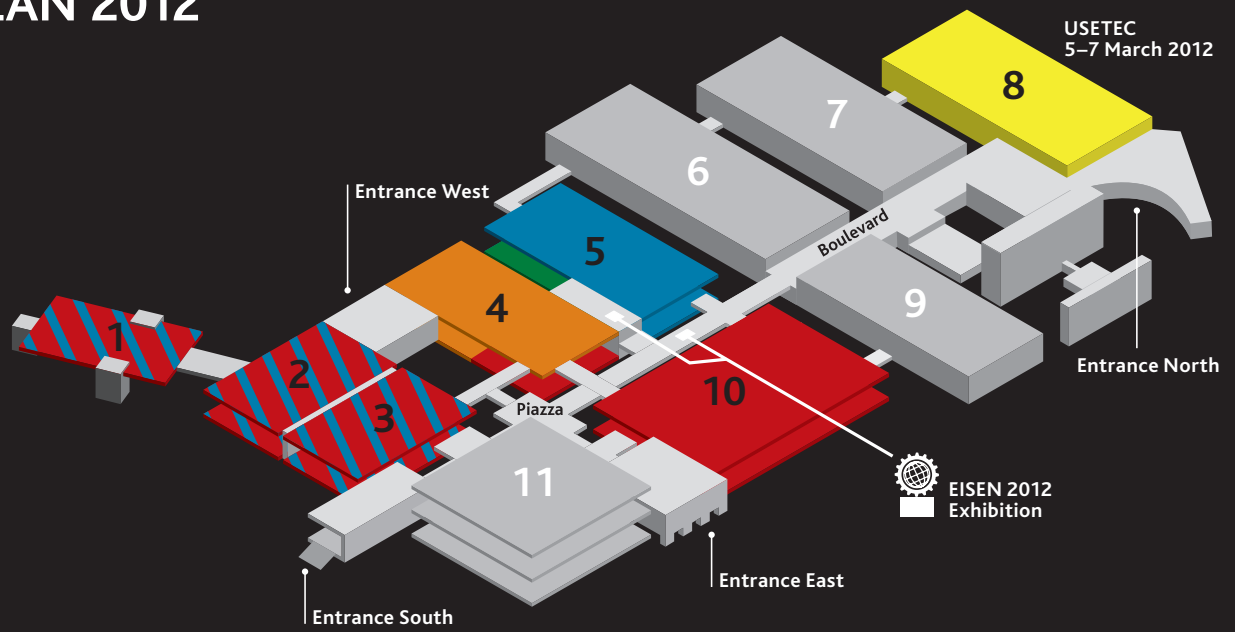 LAN 2012
USETEC
5–7 March 2012
8
7
6
Entrance West
Boulevard
5
4
9
1
2
Entrance North
10
3
Piazza
11
EISEN 2012
Exhibition
Entrance East
Entrance South